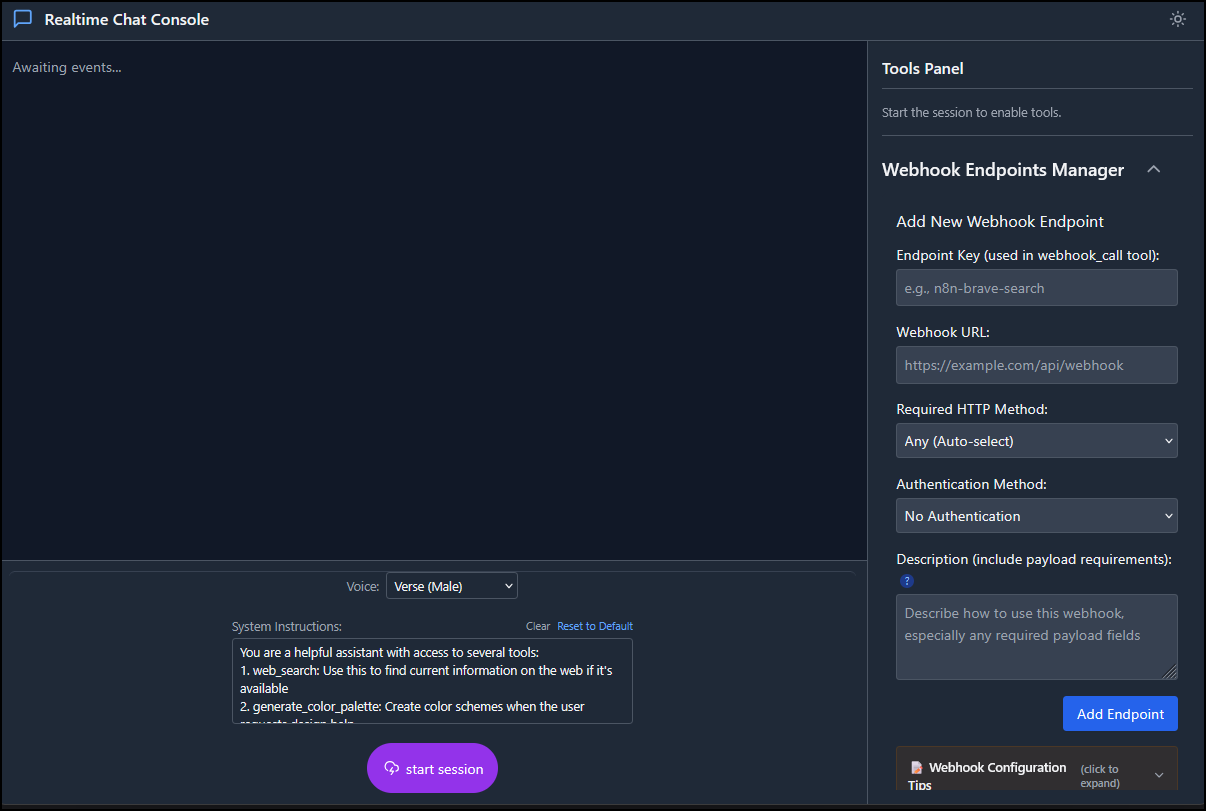 Realtime Chat Console
Awaiting events...
Voice:
Verse (Male)
System Instructions:
Clear
Reset to Default
You are a helpful assistant with access to several tools:
1. web_search: Use this to find current information on the web if it's
available
2. generate_color_palette: Create color schemes when the user
requests design help
start session
Tools Panel
Start the session to enable tools.
Webhook Endpoints Manager
Add New Webhook Endpoint
Endpoint Key (used in webhook_call tool):
e.g., n8n-brave-search
Webhook URL:
https://example.com/api/webhook
Required HTTP Method:
Any (Auto-select)
Authentication Method:
No Authentication
Description (include payload requirements):
?
Describe how to use this webhook,
especially any required payload fields
Add Endpoint
Webhook Configuration
Tips
(click to
expand)